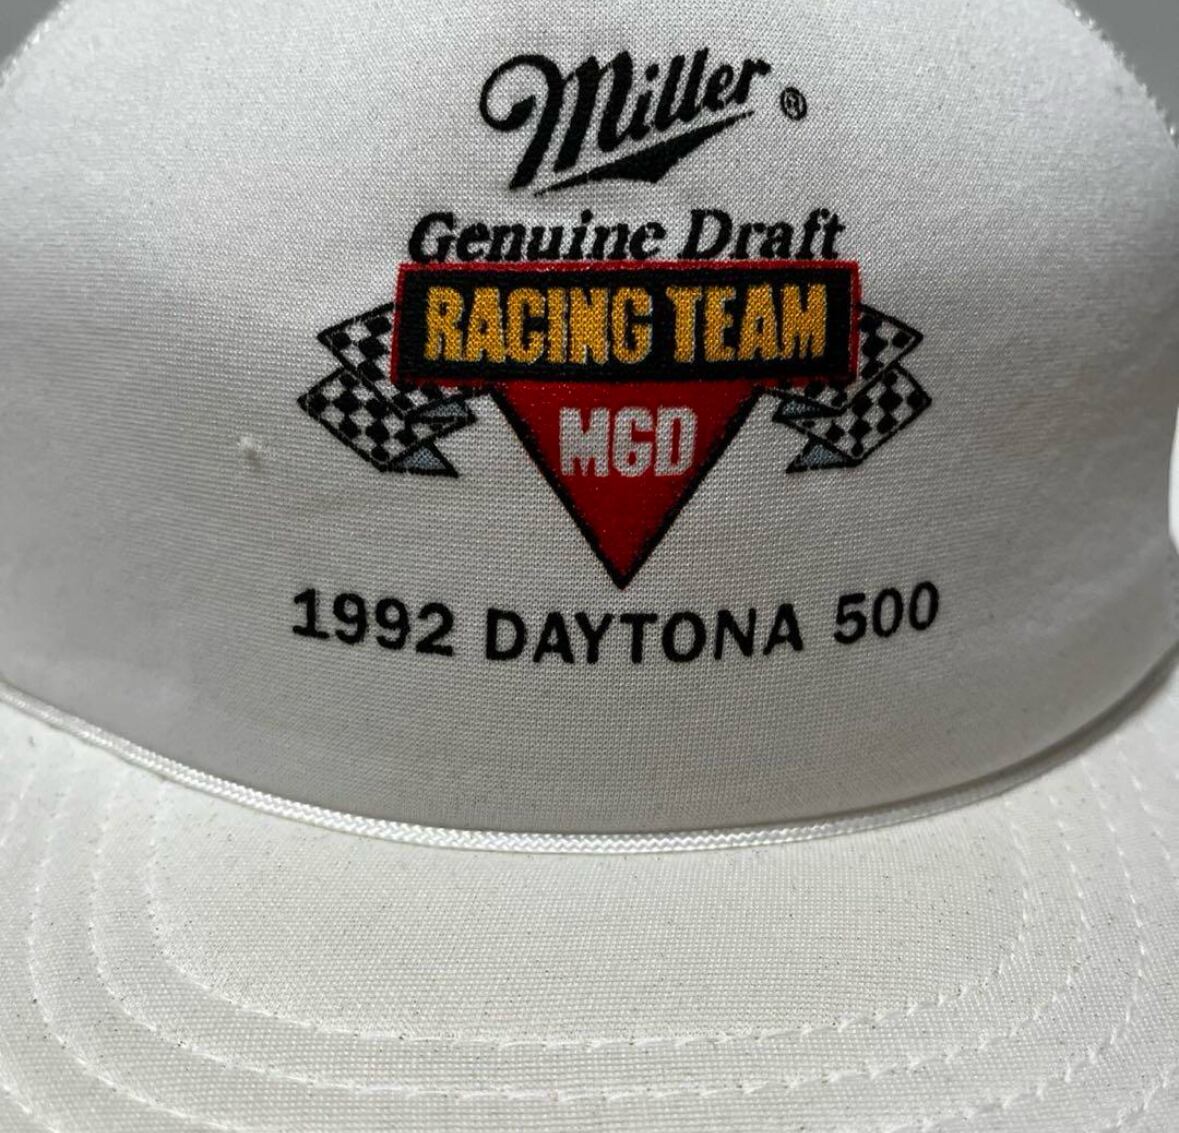 Miller ®
Genuine Draft
RACING TEAM
MGD
1992 DAYTONA 500